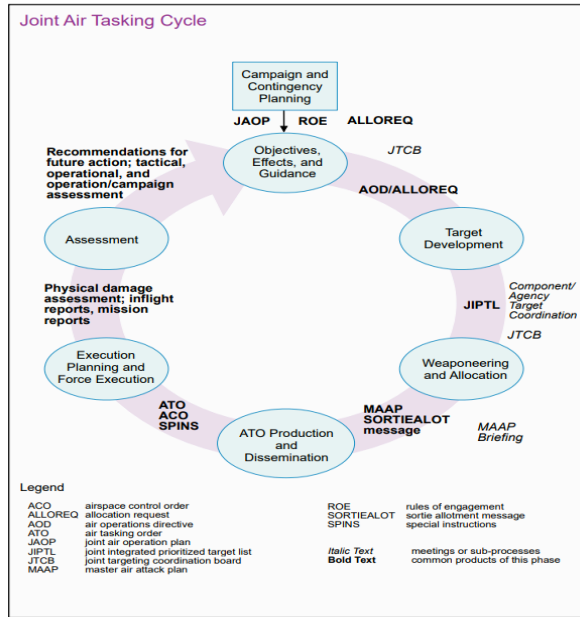 Joint Air Tasking Cycle
Campaign and
Contingency
Planning
JAOP ROE ALLOREQ
Objectives,
Effects, and
Guidance
JTCB
AOD/ALLOREQ
Target
Development
JIPTL
Component/
Agency
Target
Coordination
JTCB
Weaponeering
and Allocation
MAAP
SORTIEALOT
message
MAAP
Briefing
ATO Production
and
Dissemination
ATO
ACO
SPINS
Execution
Planning and
Force Execution
Physical damage
assessment; inflight
reports, mission
reports
Assessment
Recommendations for
future action; tactical,
operational, and
operation/campaign
assessment
Legend
ACO airspace control order
ALLOREQ allocation request
AOD air operations directive
ATO air tasking order
JAOP joint air operation plan
JIPTL joint integrated prioritized target list
JTCB joint targeting coordination board
MAAP master air attack plan
ROE rules of engagement
SORTIEALOT sortie allotment message
SPINS special instructions
Italic Text meetings or sub-processes
Bold Text common products of this phase